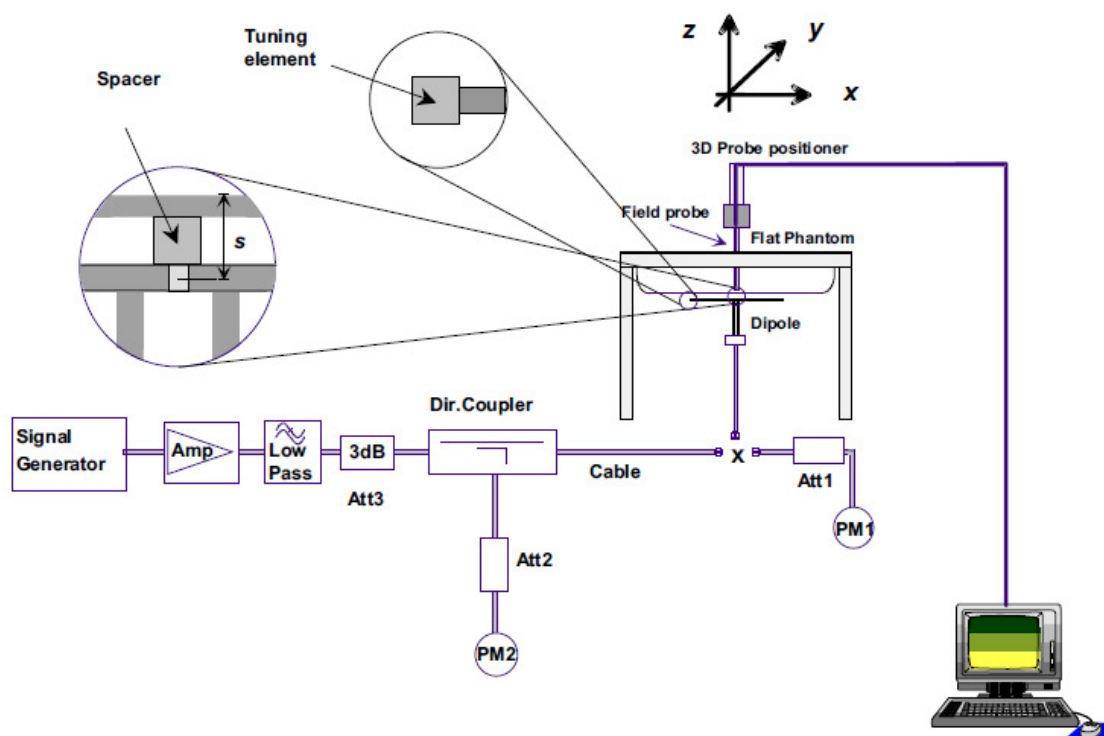 Tuning
element
Spacer
s
z
y
x
3D Probe positioner
Field probe
Flat Phantom
Dipole
Dir.Coupler
Signal
Generator
Amp
Low
Pass
3dB
Att3
Cable
X
Att1
PM1
Att2
PM2